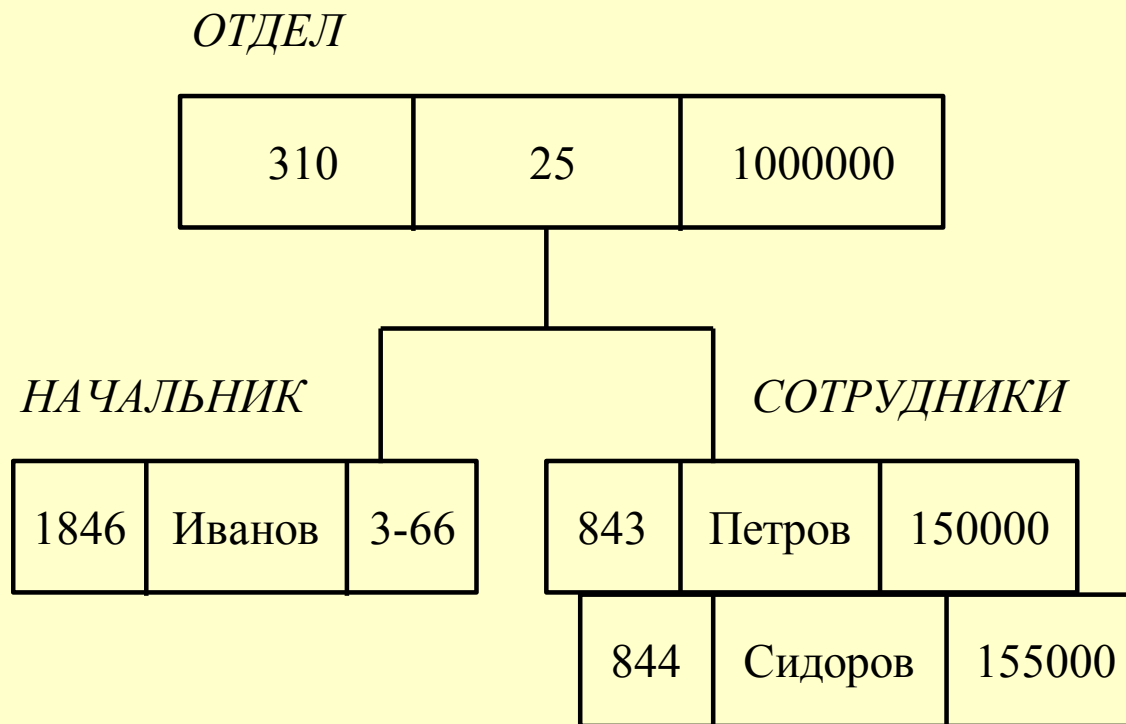 ОТДЕЛ
310 25 1000000
НАЧАЛЬНИК
СОТРУДНИКИ
1846 Иванов 3-66
843 Петров 150000
844 Сидоров 155000